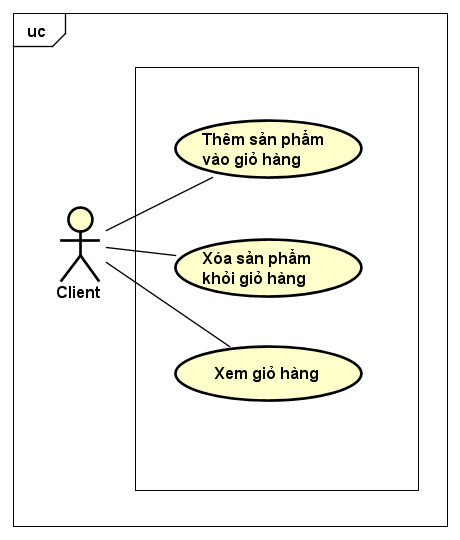 uc
Thêm sản phẩm
vào giỏ hàng
Xóa sản phẩm
khỏi giỏ hàng
Client
Xem giỏ hàng